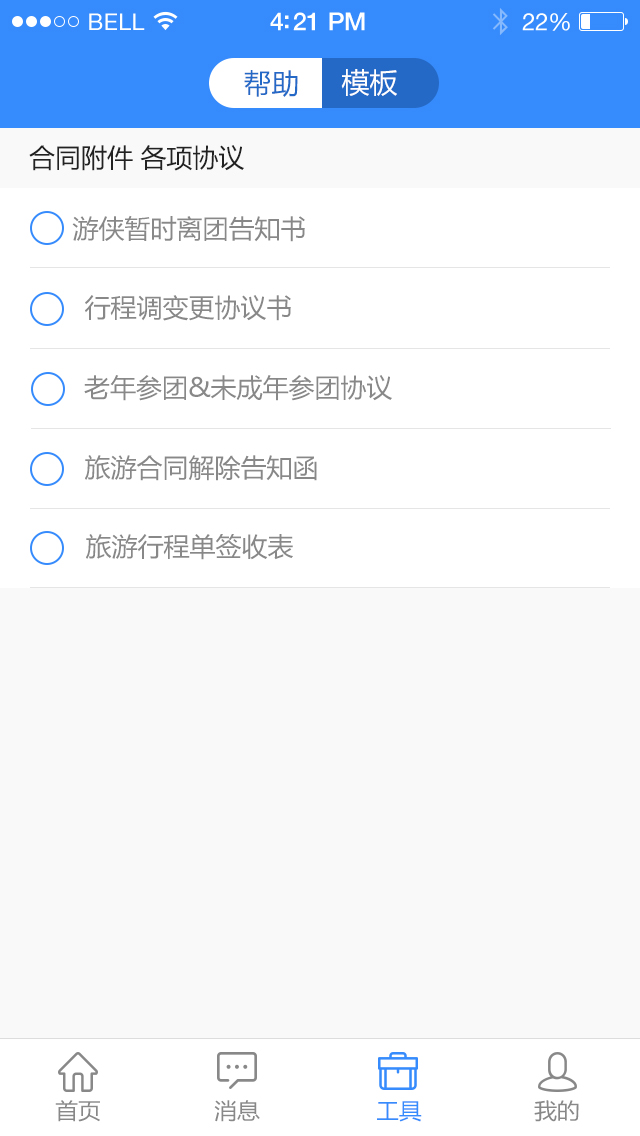 BELL 4:21 PM 22%
帮助 模板
合同附件 各项协议
游侠暂时离团告知书
行程调变更协议书
老年参团&未成年参团协议
旅游合同解除告知函
旅游行程单签收表
首页 消息 工具 我的